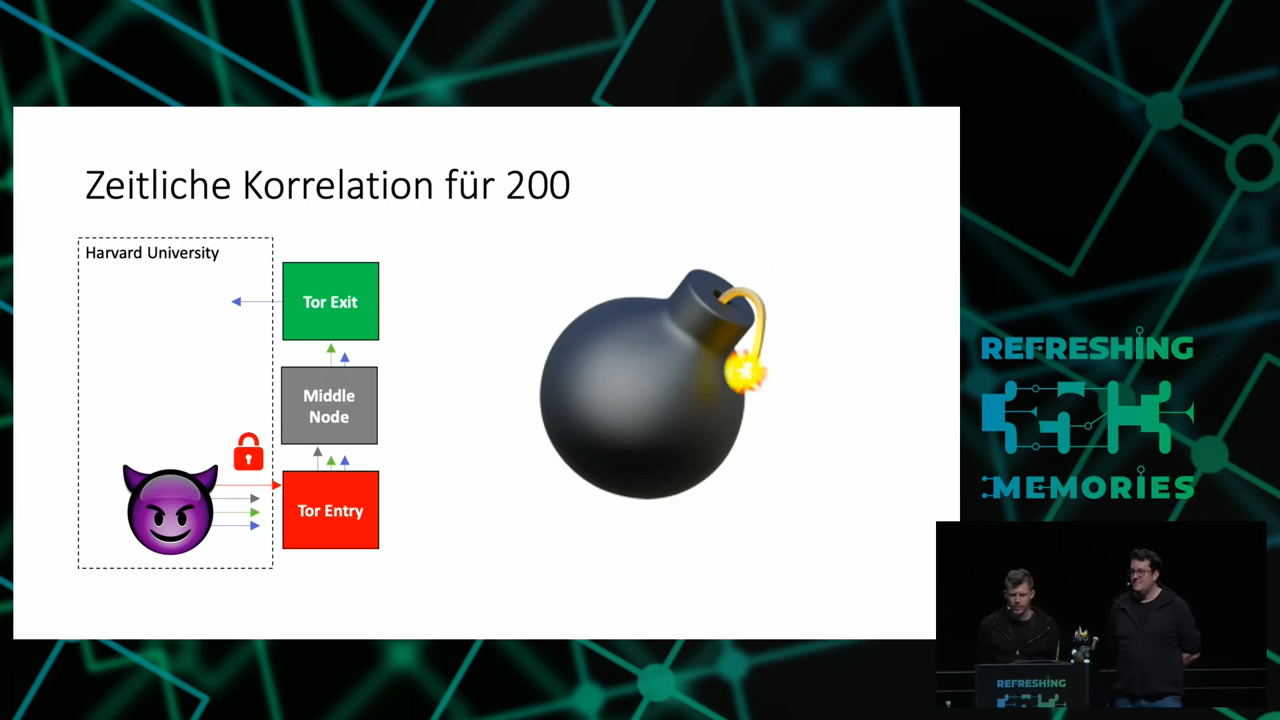 Zeitliche Korrelation für 200
Harvard University
Tor Exit
Middle
Node
Tor Entry
REFRESHING
MEMORIES
REFRESHING